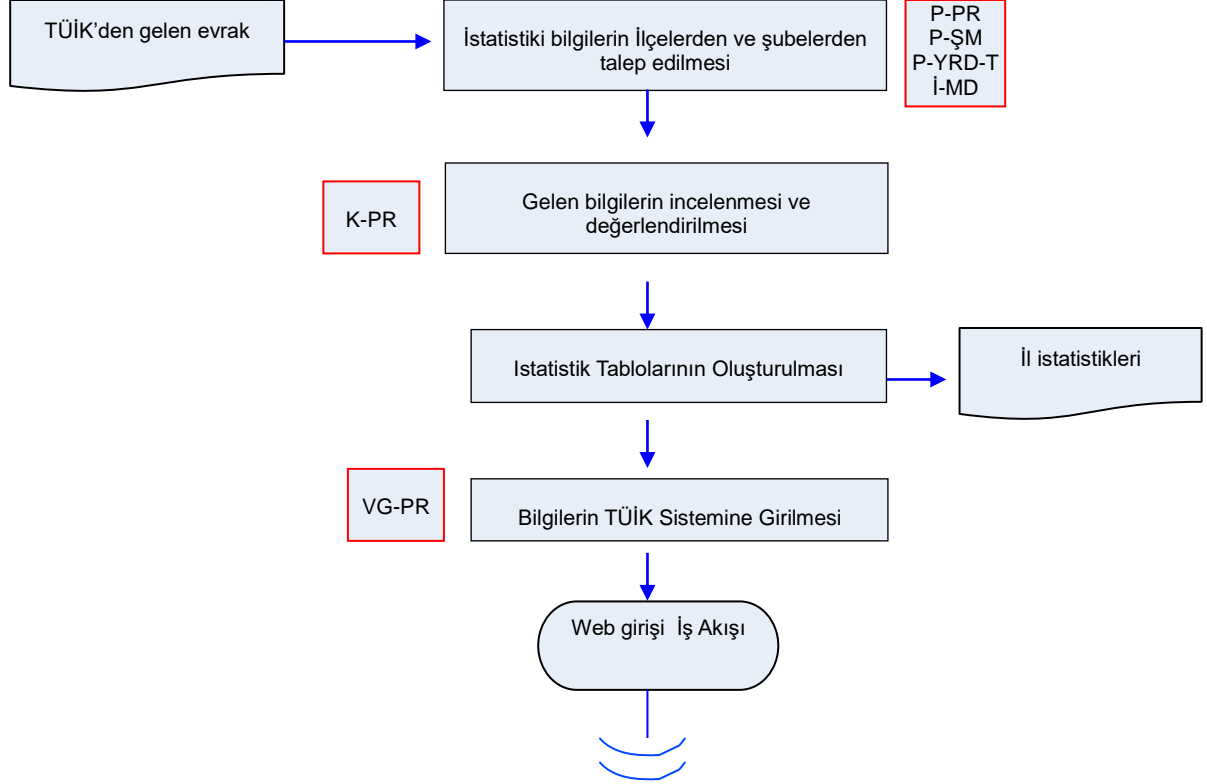 TÜİK’den gelen evrak
İstatistiki bilgilerin İlçelerden ve şubelerden
talep edilmesi
P-PR
P-ŞM
P-YRD-T
İ-MD
K-PR
Gelen bilgilerin incelenmesi ve
değerlendirilmesi
Istatistik Tablolarının Oluşturulması
İl istatistikleri
VG-PR
Bilgilerin TÜİK Sistemine Girilmesi
Web girişi İş Akışı